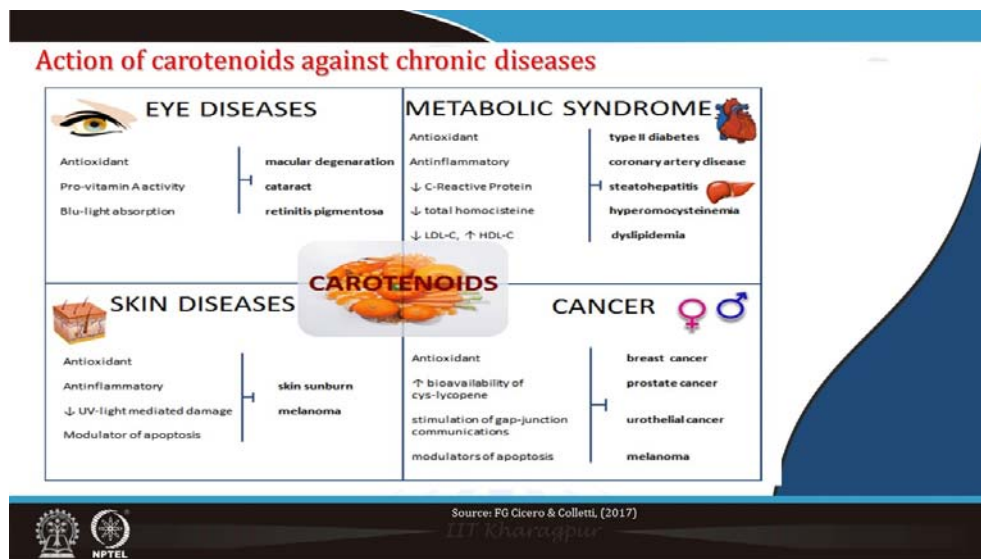 Action of carotenoids against chronic diseases
EYE DISEASES
Antioxidant
Pro-vitamin A activity
Blu-light absorption
macular degenaration
cataract
retinitis pigmentosa
METABOLIC SYNDROME
Antioxidant
Antinflammatory
↓ C-Reactive Protein
↓ total homocisteine
↓ LDL-C, ↑ HDL-C
type II diabetes
coronary artery disease
steatohepatitis
hyperomocysteinemia
dyslipidemia
CAROTENOIDS
SKIN DISEASES
Antioxidant
Antinflammatory
↓ UV-light mediated damage
Modulator of apoptosis
skin sunburn
melanoma
CANCER
Antioxidant
↑ bioavailability of
cys-lycopene
stimulation of gap-junction
communications
modulators of apoptosis
breast cancer
prostate cancer
urothelial cancer
melanoma
Source: FG Cicero & Colletti, (2017)
IIT Kharagpur
NPTEL